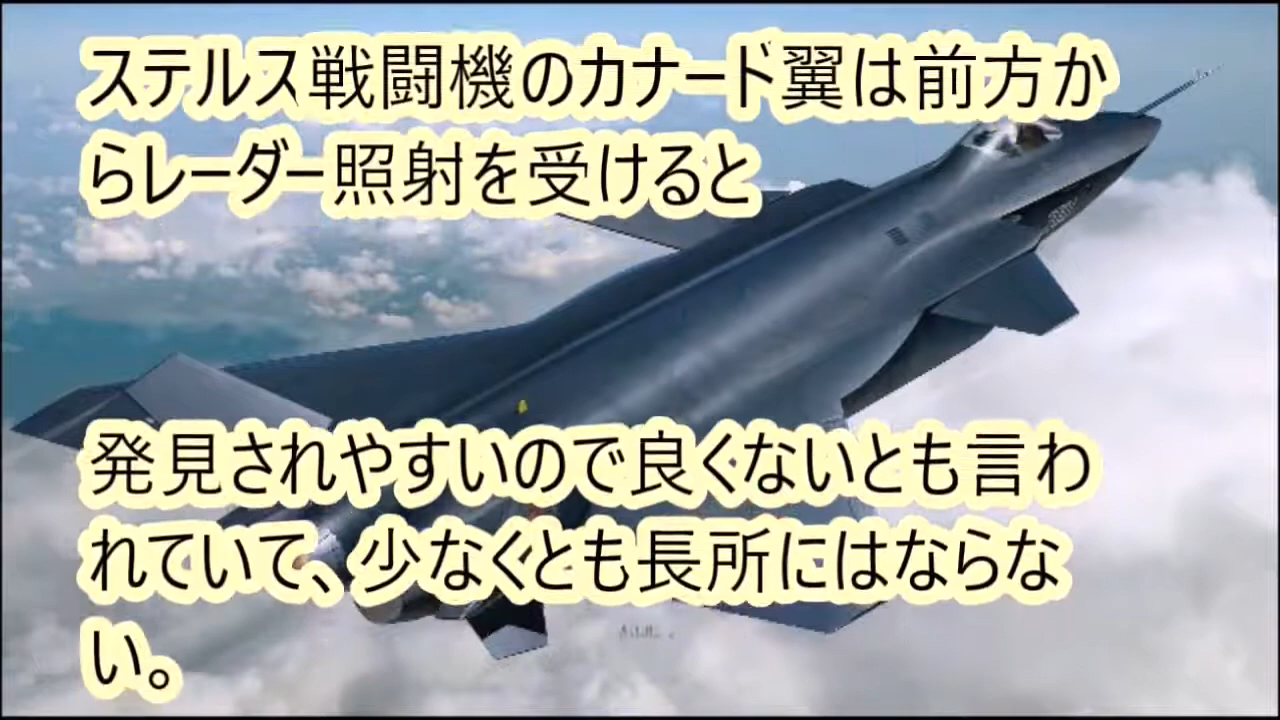 ステルス戦闘機のカナード翼は前方か
らレーダー照射を受けると
発見されやすいので良くないとも言わ
れていて、少なくとも長所にはならな
い。